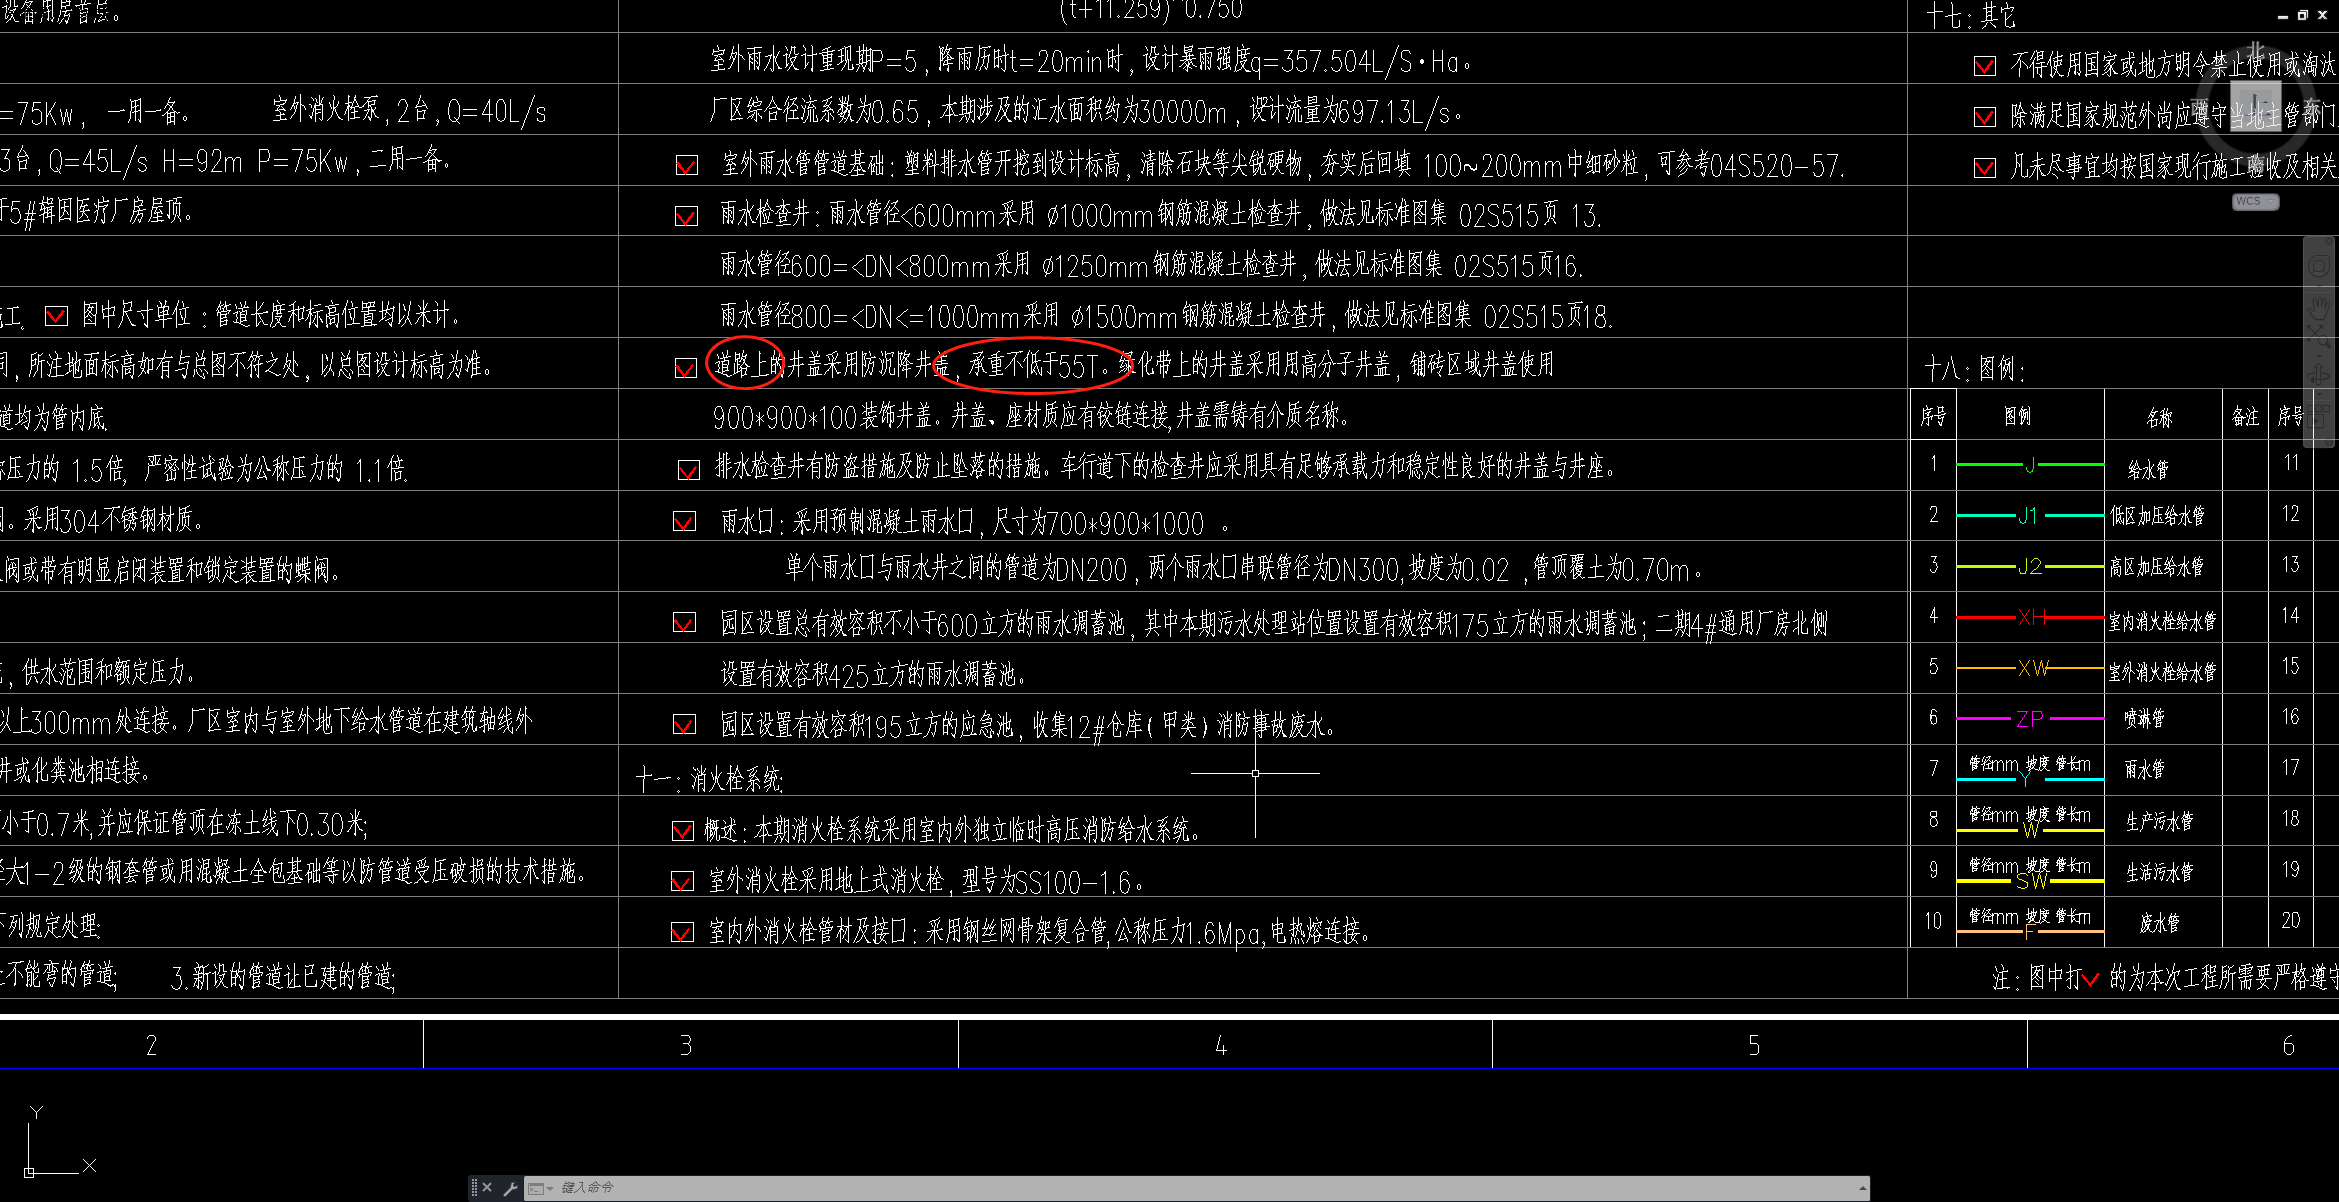 设备用房首层。
=75Kw， 一用一备。 室外消火栓泵,2台,Q=40L/s
3台,Q=45L/s H=92m P=75Kw,二用一备。
于5#辑因医疗厂房屋顶。
施工. 图中尺寸单位：管道长度和标高位置均以米计。
同, 所注地面标高如有与总图不符之处, 以总图设计标高为准。
道均为管内底.
称压力的 1.5倍, 严密性试验为公称压力的 1.1倍.
。采用304不锈钢材质。
阀或带有明显启闭装置和锁定装置的蝶阀。
, 供水范围和额定压力。
以上300mm处连接。厂区室内与室外地下给水管道在建筑轴线外
井或化粪池相连接。
小于0.7米,并应保证管顶在冻土线下0.30米;
大1-2级的钢套管或用混凝土全包基础等以防管道受压破损的技术措施。
下列规定处理:
不能弯的管道; 3.新设的管道让已建的管道;
(t+11.259)^0.750
室外雨水设计重现期P=5，降雨历时t=20min时，设计暴雨强度q=357.504L/S·Ha。
厂区综合径流系数为0.65，本期涉及的汇水面积约为30000m，设计流量为697.13L/s。
室外雨水管管道基础：塑料排水管开挖到设计标高，清除石块等尖锐硬物，夯实后回填 100~200mm中细砂粒，可参考04S520-57.
雨水检查井：雨水管径<600mm采用 ø1000mm钢筋混凝土检查井，做法见标准图集 02S515页 13.
雨水管径600=<DN<800mm采用 ø1250mm钢筋混凝土检查井，做法见标准图集 02S515页16.
雨水管径800=<DN<=1000mm采用 ø1500mm钢筋混凝土检查井，做法见标准图集 02S515页18.
道路上的井盖采用防沉降井盖，承重不低于55T。绿化带上的井盖采用用高分子井盖，铺砖区域井盖使用
900*900*100装饰井盖。井盖、座材质应有铰链连接,井盖需铸有介质名称。
排水检查井有防盗措施及防止坠落的措施。车行道下的检查井应采用具有足够承载力和稳定性良好的井盖与井座。
雨水口：采用预制混凝土雨水口，尺寸为700*900*1000 。
单个雨水口与雨水井之间的管道为DN200，两个雨水口串联管径为DN300,坡度为0.02 ,管顶覆土为0.70m。
园区设置总有效容积不小于600立方的雨水调蓄池，其中本期污水处理站位置设置有效容积175立方的雨水调蓄池；二期4#通用厂房北侧
设置有效容积425立方的雨水调蓄池。
园区设置有效容积195立方的应急池，收集12#仓库（甲类）消防事故废水。
十一：消火栓系统:
概述：本期消火栓系统采用室内外独立临时高压消防给水系统。
室外消火栓采用地上式消火栓，型号为SS100-1.6。
室内外消火栓管材及接口：采用钢丝网骨架复合管,公称压力1.6Mpa,电热熔连接。
十七：其它
不得使用国家或地方明令禁止使用或淘汰
除满足国家规范外尚应遵守当地主管部门
凡未尽事宜均按国家现行施工验收及相关
北
西
上
东
南
WCS
十八：图例：
序号 图例 名称 备注 序号
1 J 给水管 11
2 J1 低区加压给水管 12
3 J2 高区加压给水管 13
4 XH 室内消火栓给水管 14
5 XW 室外消火栓给水管 15
6 ZP 喷淋管 16
7 管径mm 坡度 管长m Y 雨水管 17
8 管径mm 坡度 管长m W 生产污水管 18
9 管径mm 坡度 管长m SW 生活污水管 19
10 管径mm 坡度 管长m F 废水管 20
注：图中打 的为本次工程所需要严格遵守
2 3 4 5 6
Y
X
键入命令